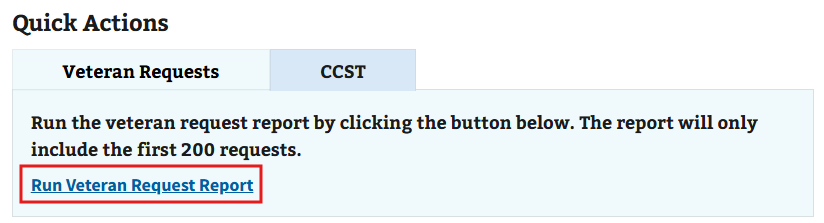 Quick Actions
Veteran Requests
CCST
Run the veteran request report by clicking the button below. The report will only
include the first 200 requests.
Run Veteran Request Report